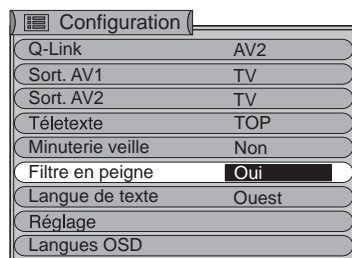 Configuration
Q-Link AV2
Sort. AV1 TV
Sort. AV2 TV
Téletexte TOP
Minuterie veille Non
Filtre en peigne Oui
Langue de texte Ouest
Réglage
Langues OSD